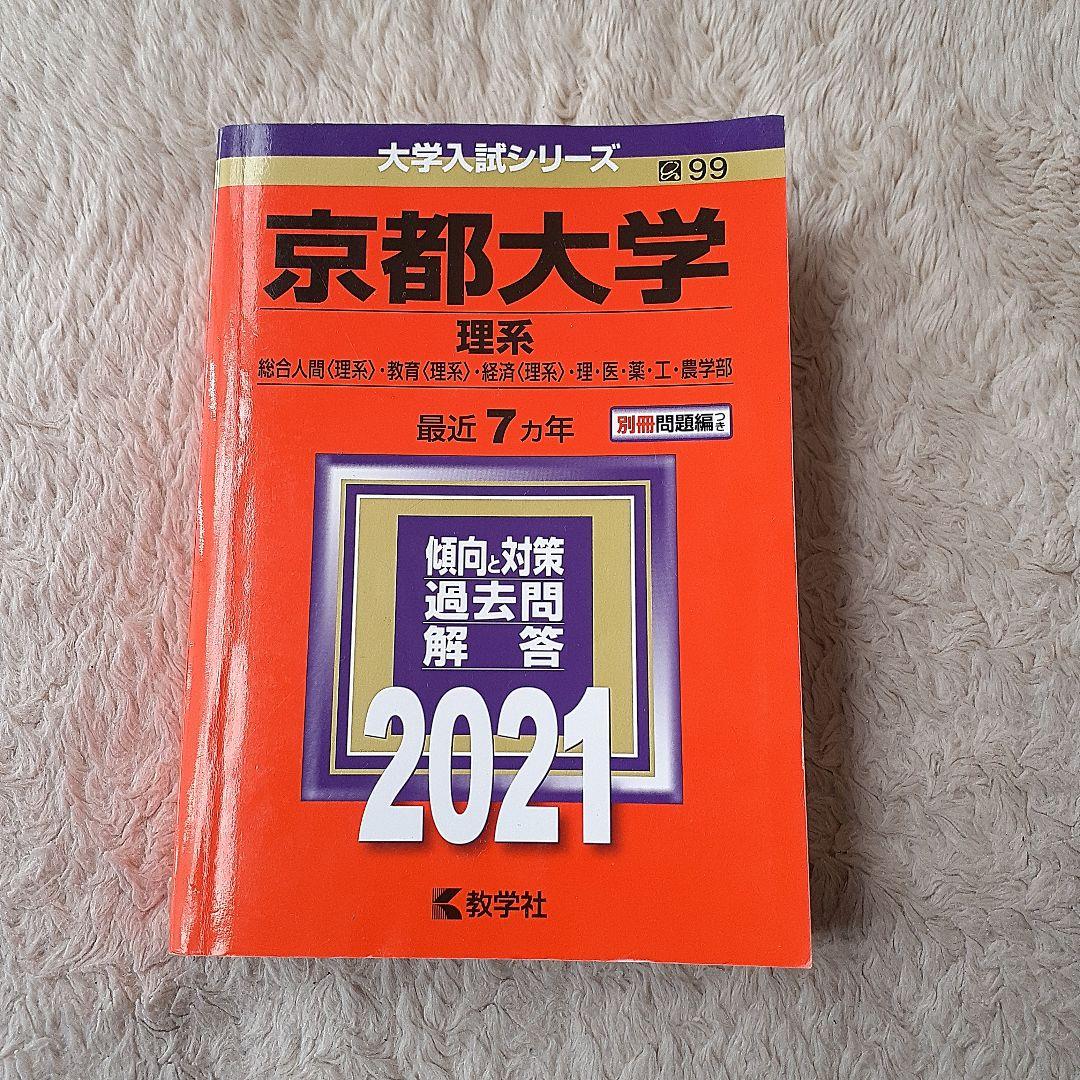 大学入試シリーズ
99
京都大学
理系
総合人間〈理系〉・教育〈理系〉・経済〈理系〉・理・医・薬・工・農学部
最近7ヵ年
別冊問題編つき
傾向と対策
過去問
解答
2021
教学社